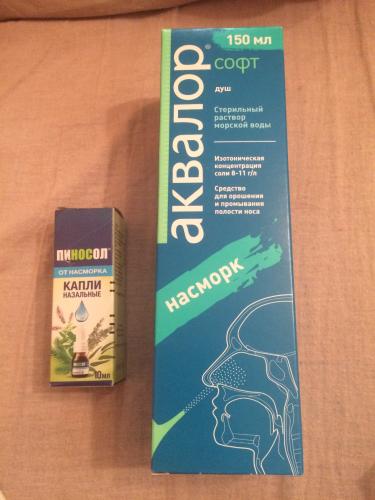 ПИНОСОЛ®
ОТ НАСМОРКА
КАПЛИ
НАЗАЛЬНЫЕ
10мл
150 мл
аквалор®
софт
душ
Стерильный
раствор
морской воды
Изотоническая
концентрация
соли 8-11 г/л
Средство
для орошения
и промывания
полости носа
насморк